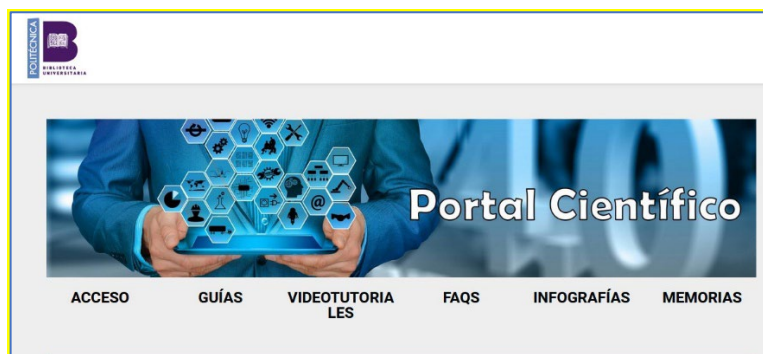 POLITÉCNICA
B
BIBLIOTECA
UNIVERSITARIA
Portal Científico
ACCESO GUÍAS VIDEOTUTORIA FAQS INFOGRAFÍAS MEMORIAS
LES